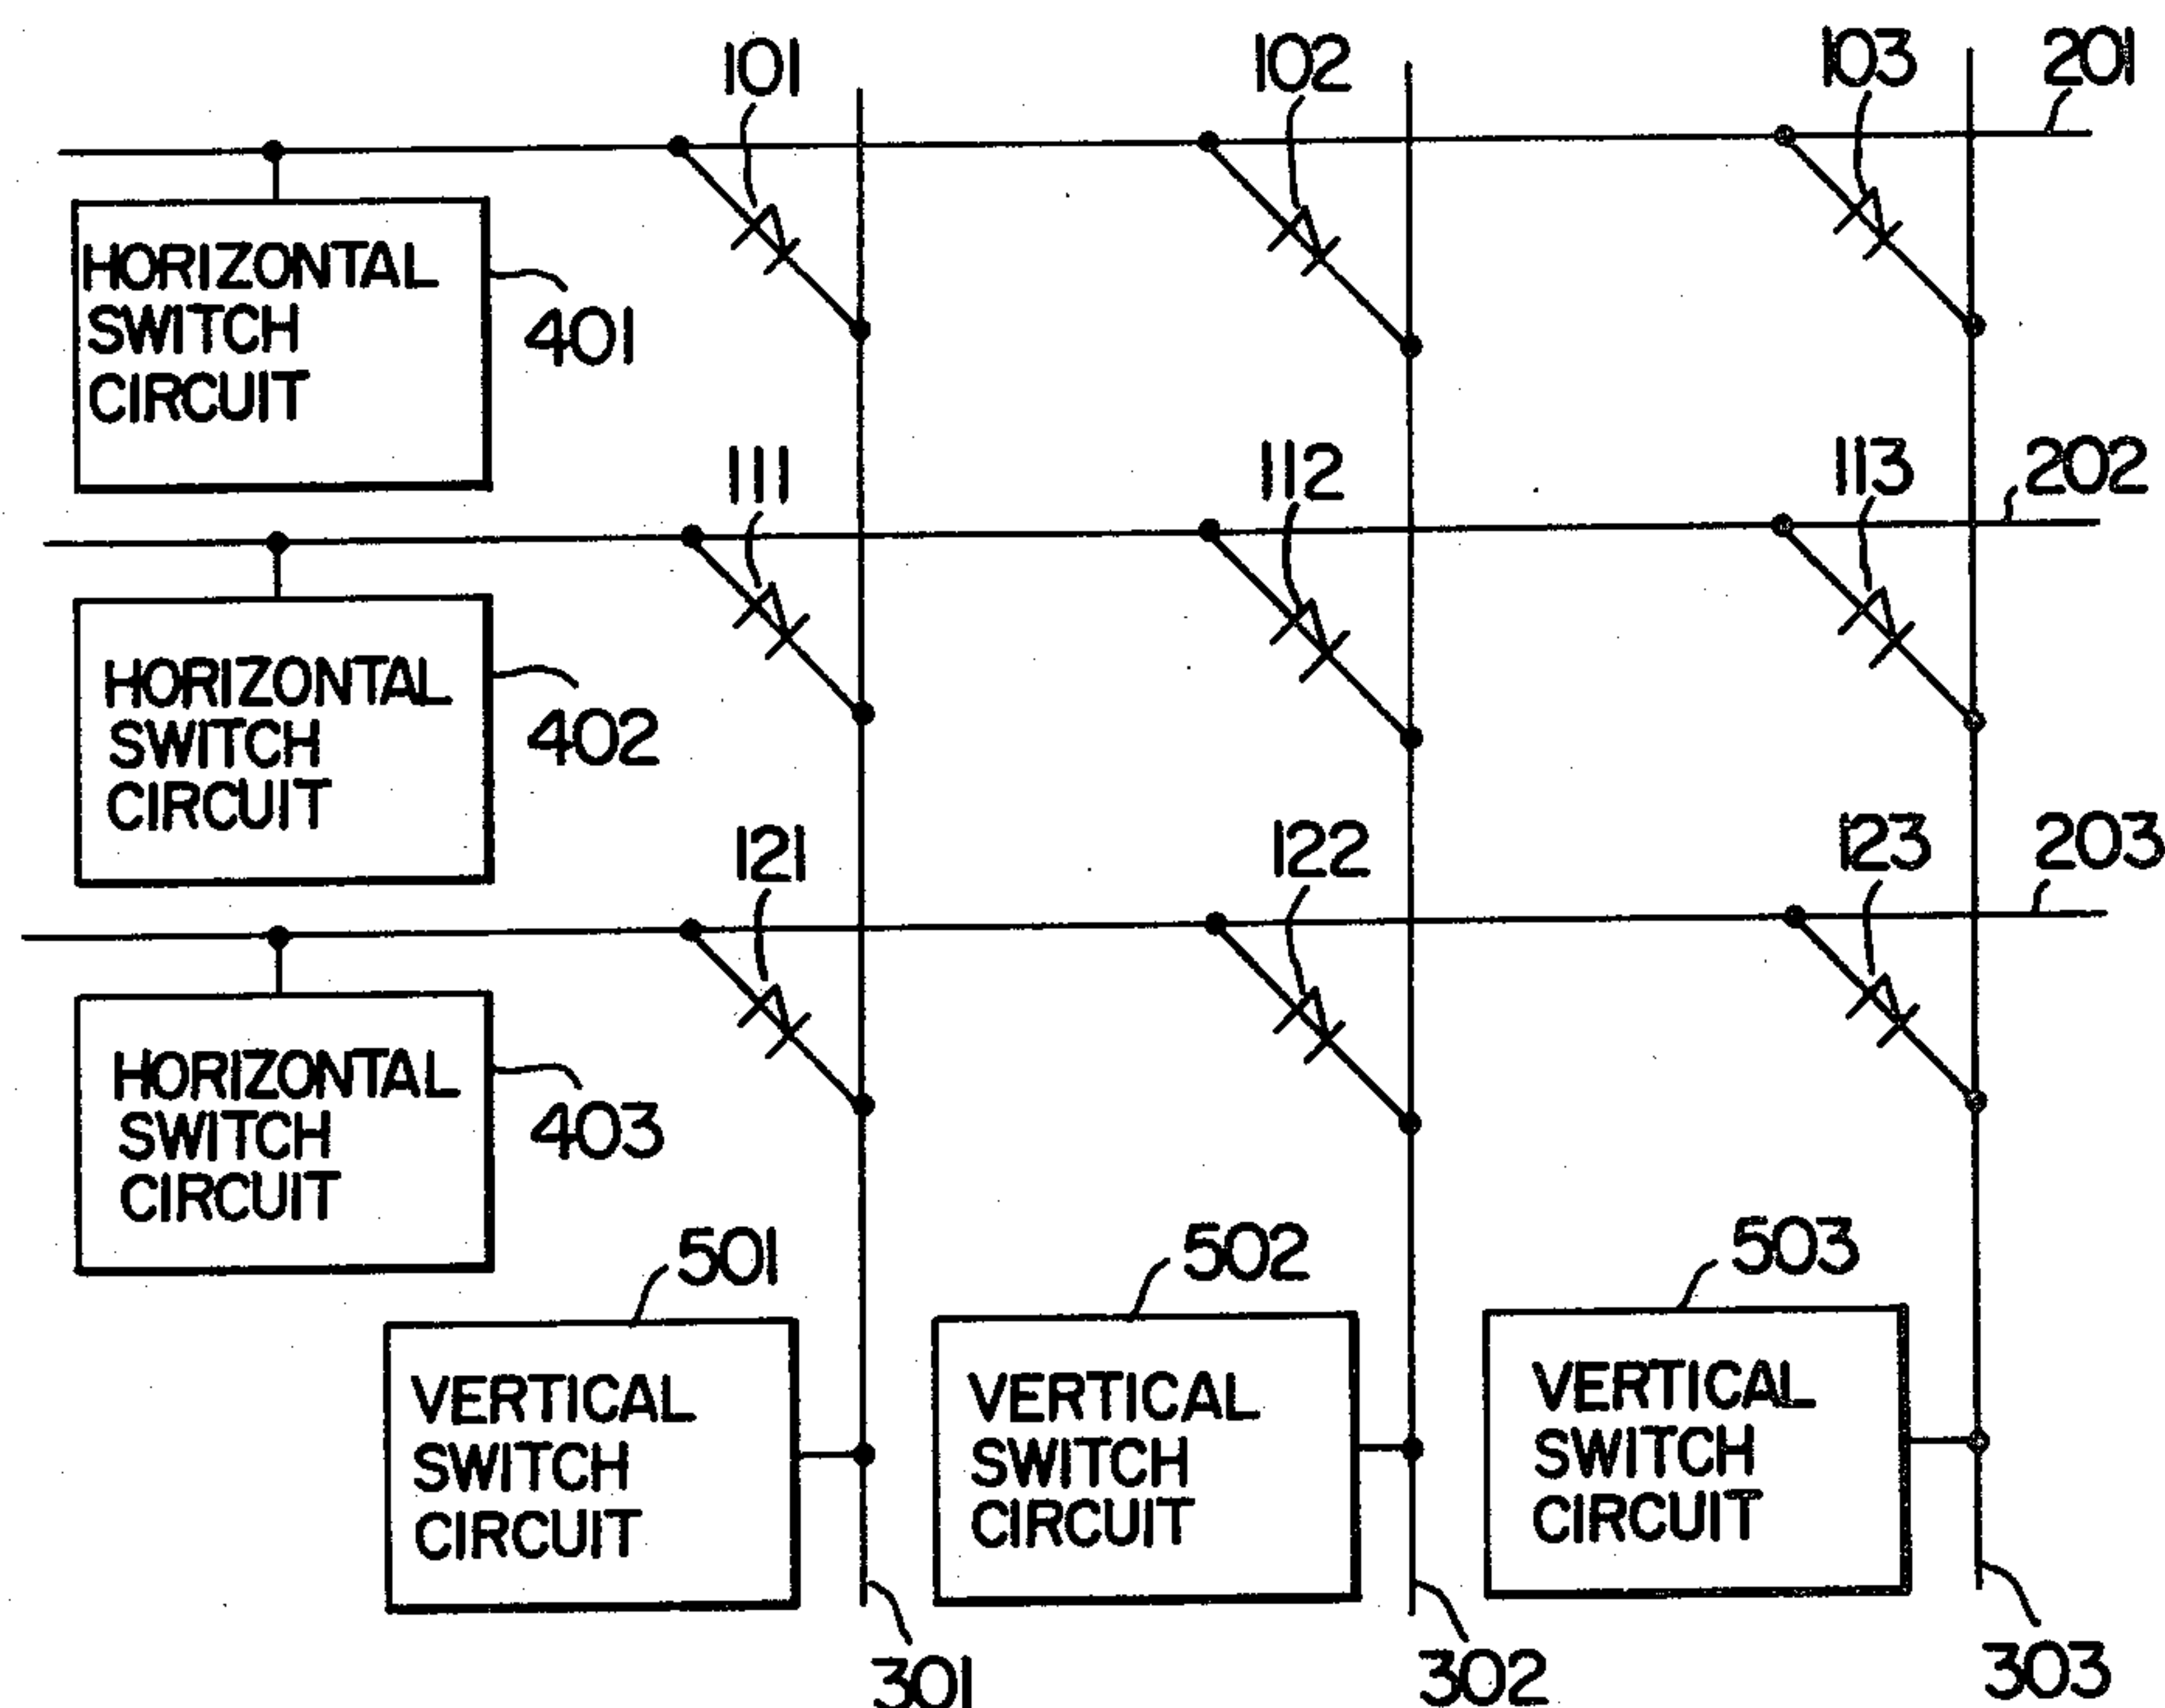 101 102 103 201
HORIZONTAL
SWITCH
CIRCUIT
401
111 112 113 202
HORIZONTAL
SWITCH
CIRCUIT
402
121 122 123 203
HORIZONTAL
SWITCH
CIRCUIT
403
501 502 503
VERTICAL
SWITCH
CIRCUIT
VERTICAL
SWITCH
CIRCUIT
VERTICAL
SWITCH
CIRCUIT
301 302 303